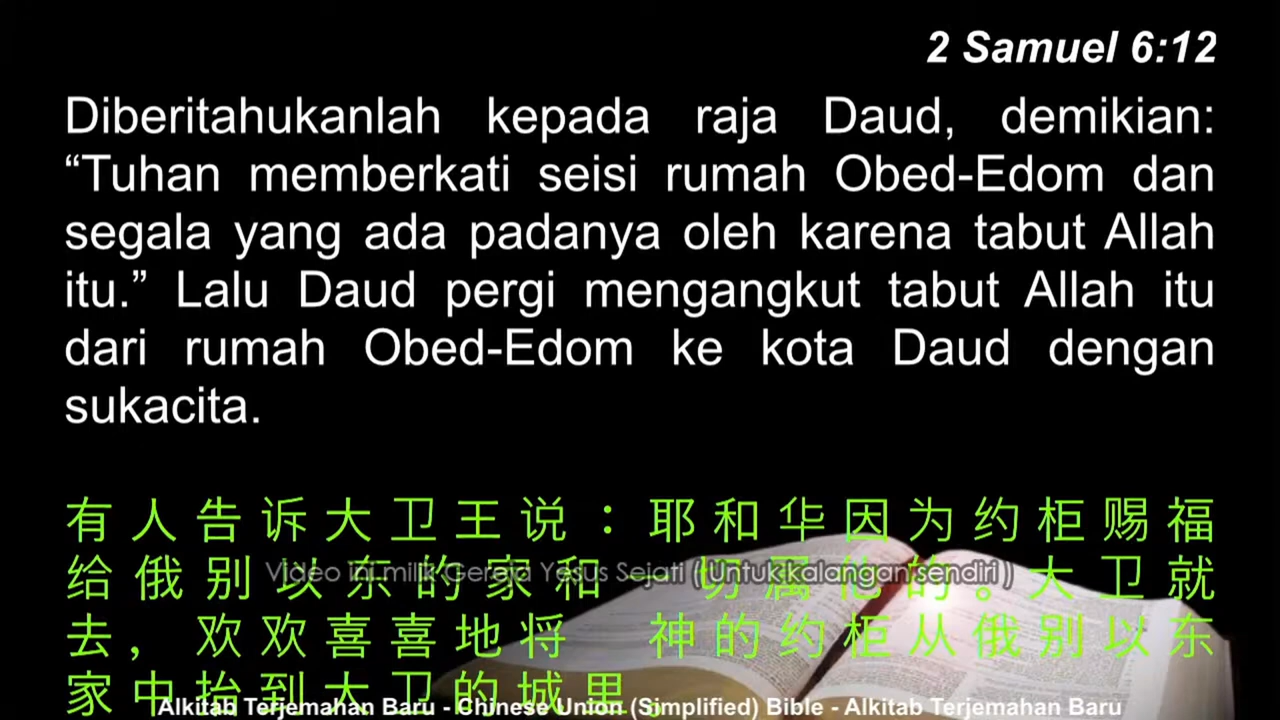 2 Samuel 6:12
Diberitahukanlah kepada raja Daud, demikian:
“Tuhan memberkati seisi rumah Obed-Edom dan
segala yang ada padanya oleh karena tabut Allah
itu.” Lalu Daud pergi mengangkut tabut Allah itu
dari rumah Obed-Edom ke kota Daud dengan
sukacita.
有人告诉大卫王说：耶和华因为约柜赐福
给俄别以东的家和一切属他的。大卫就
去，欢欢喜喜地将 神的约柜从俄别以东
家中抬到大卫的城里。
Video ini milik Gereja Yesus Sejati ( Untuk kalangan sendiri )
Alkitab Terjemahan Baru - Chinese Union (Simplified) Bible - Alkitab Terjemahan Baru